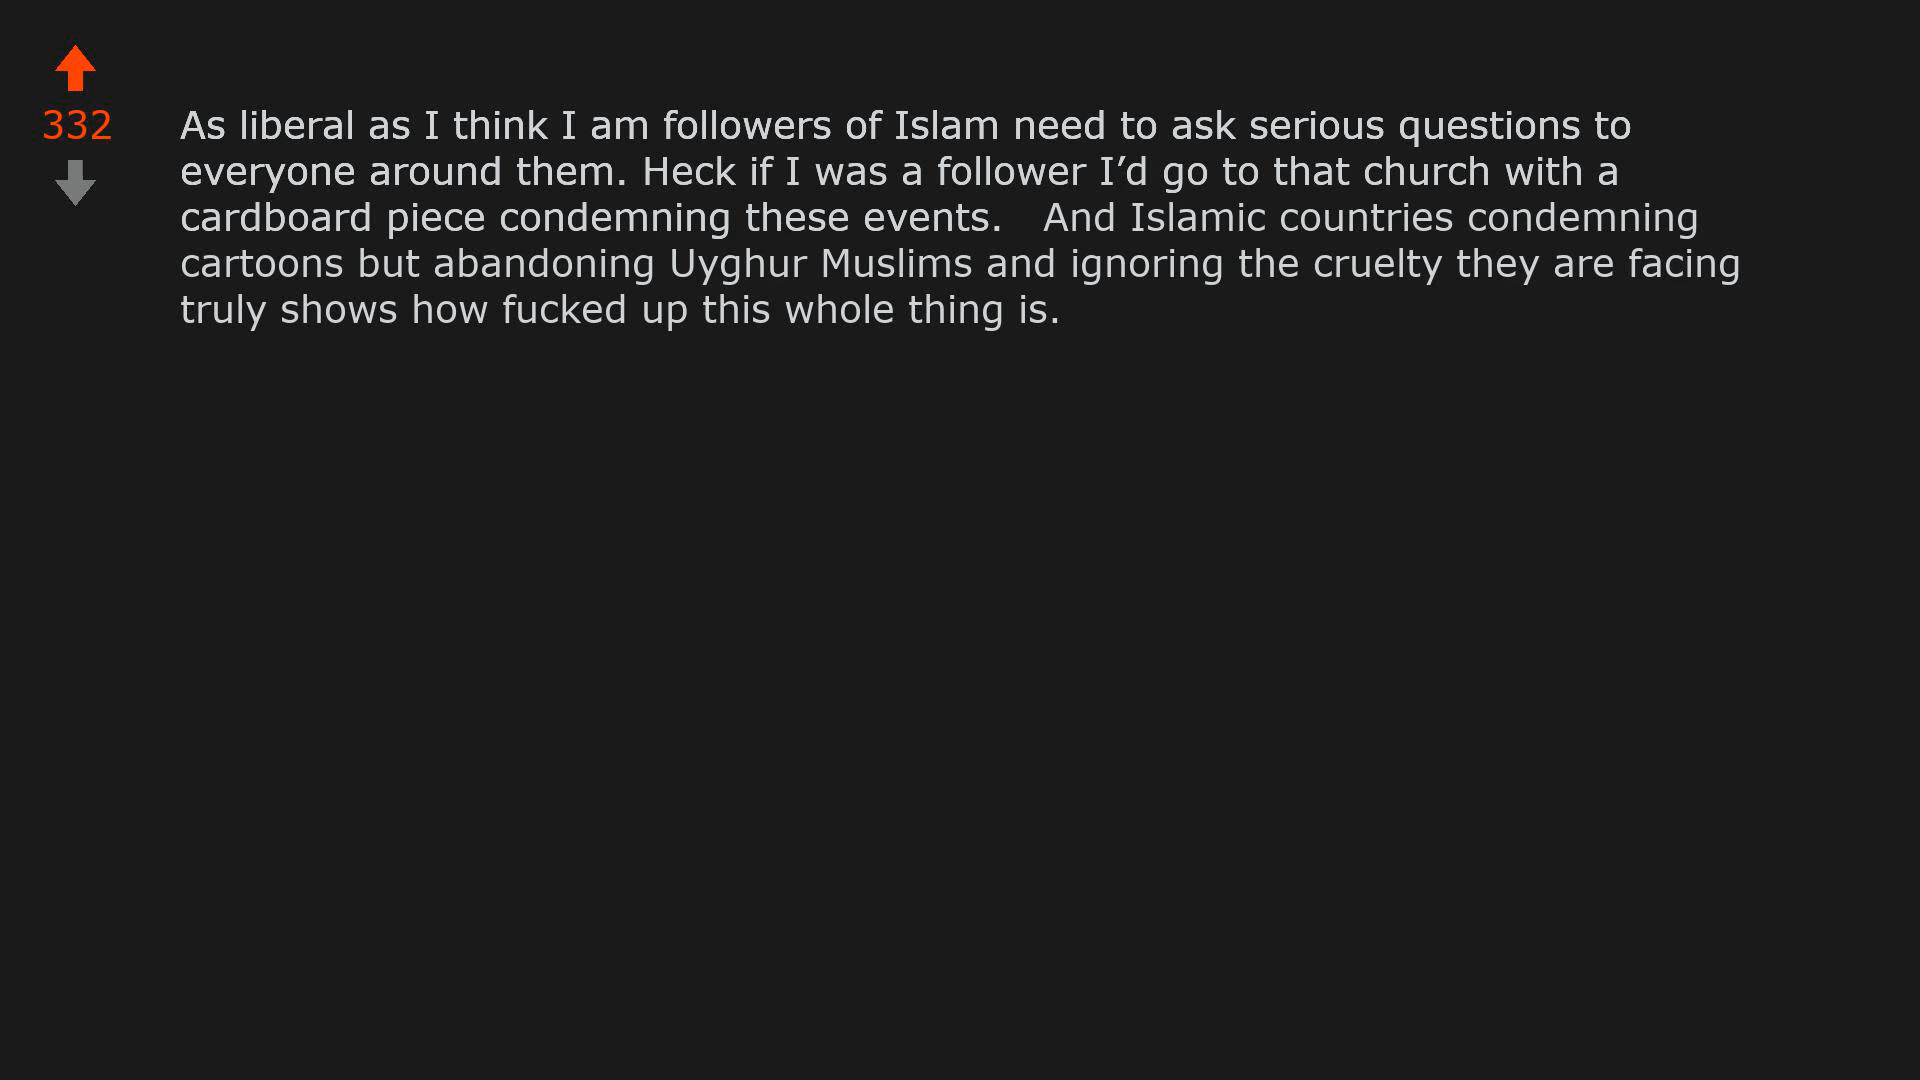 332
As liberal as I think I am followers of Islam need to ask serious questions to
everyone around them. Heck if I was a follower I’d go to that church with a
cardboard piece condemning these events.   And Islamic countries condemning
cartoons but abandoning Uyghur Muslims and ignoring the cruelty they are facing
truly shows how fucked up this whole thing is.